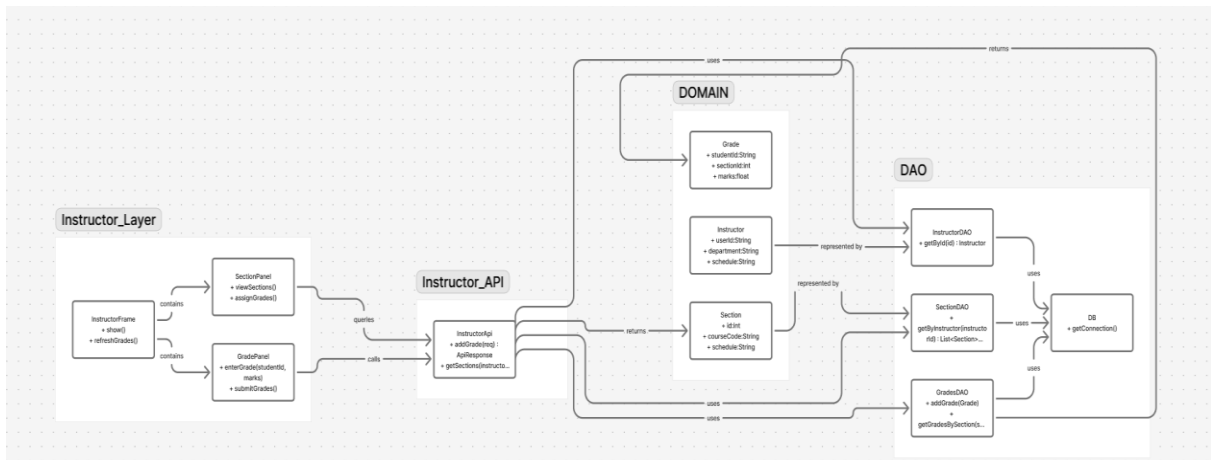 returns
uses
DOMAIN
Grade
+ studentId:String
+ sectionId:int
+ marks:float
DAO
Instructor_Layer
InstructorDAO
+ getById(id) : Instructor
Instructor
+ userId:String
+ department:String
+ schedule:String
represented by
SectionPanel
+ viewSections()
+ assignGrades()
Instructor_API
uses
represented by
contains
InstructorFrame
+ show()
+ refreshGrades()
queries
InstructorApi
+ addGrade(req) :
ApiResponse
+ getSections(instructo...
returns
Section
+ id:int
+ courseCode:String
+ schedule:String
SectionDAO
+
getByInstructor(instructo
rId) : List<Section>...
uses
DB
+ getConnection()
contains
GradePanel
+ enterGrade(studentId,
marks)
+ submitGrades()
calls
uses
uses
uses
GradesDAO
+ addGrade(Grade)
+
getGradesBySection(s...